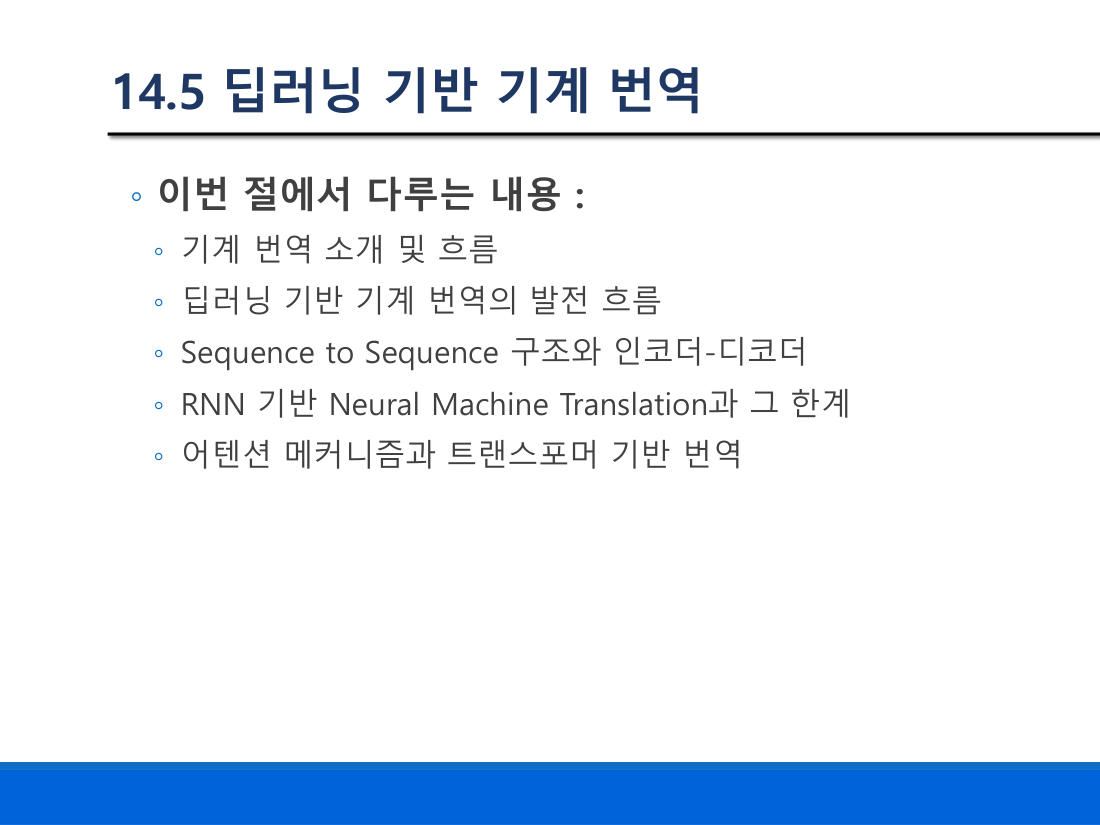 14.5 딥러닝 기반 기계 번역
◦ 이번 절에서 다루는 내용 :
◦ 기계 번역 소개 및 흐름
◦ 딥러닝 기반 기계 번역의 발전 흐름
◦ Sequence to Sequence 구조와 인코더-디코더
◦ RNN 기반 Neural Machine Translation과 그 한계
◦ 어텐션 메커니즘과 트랜스포머 기반 번역